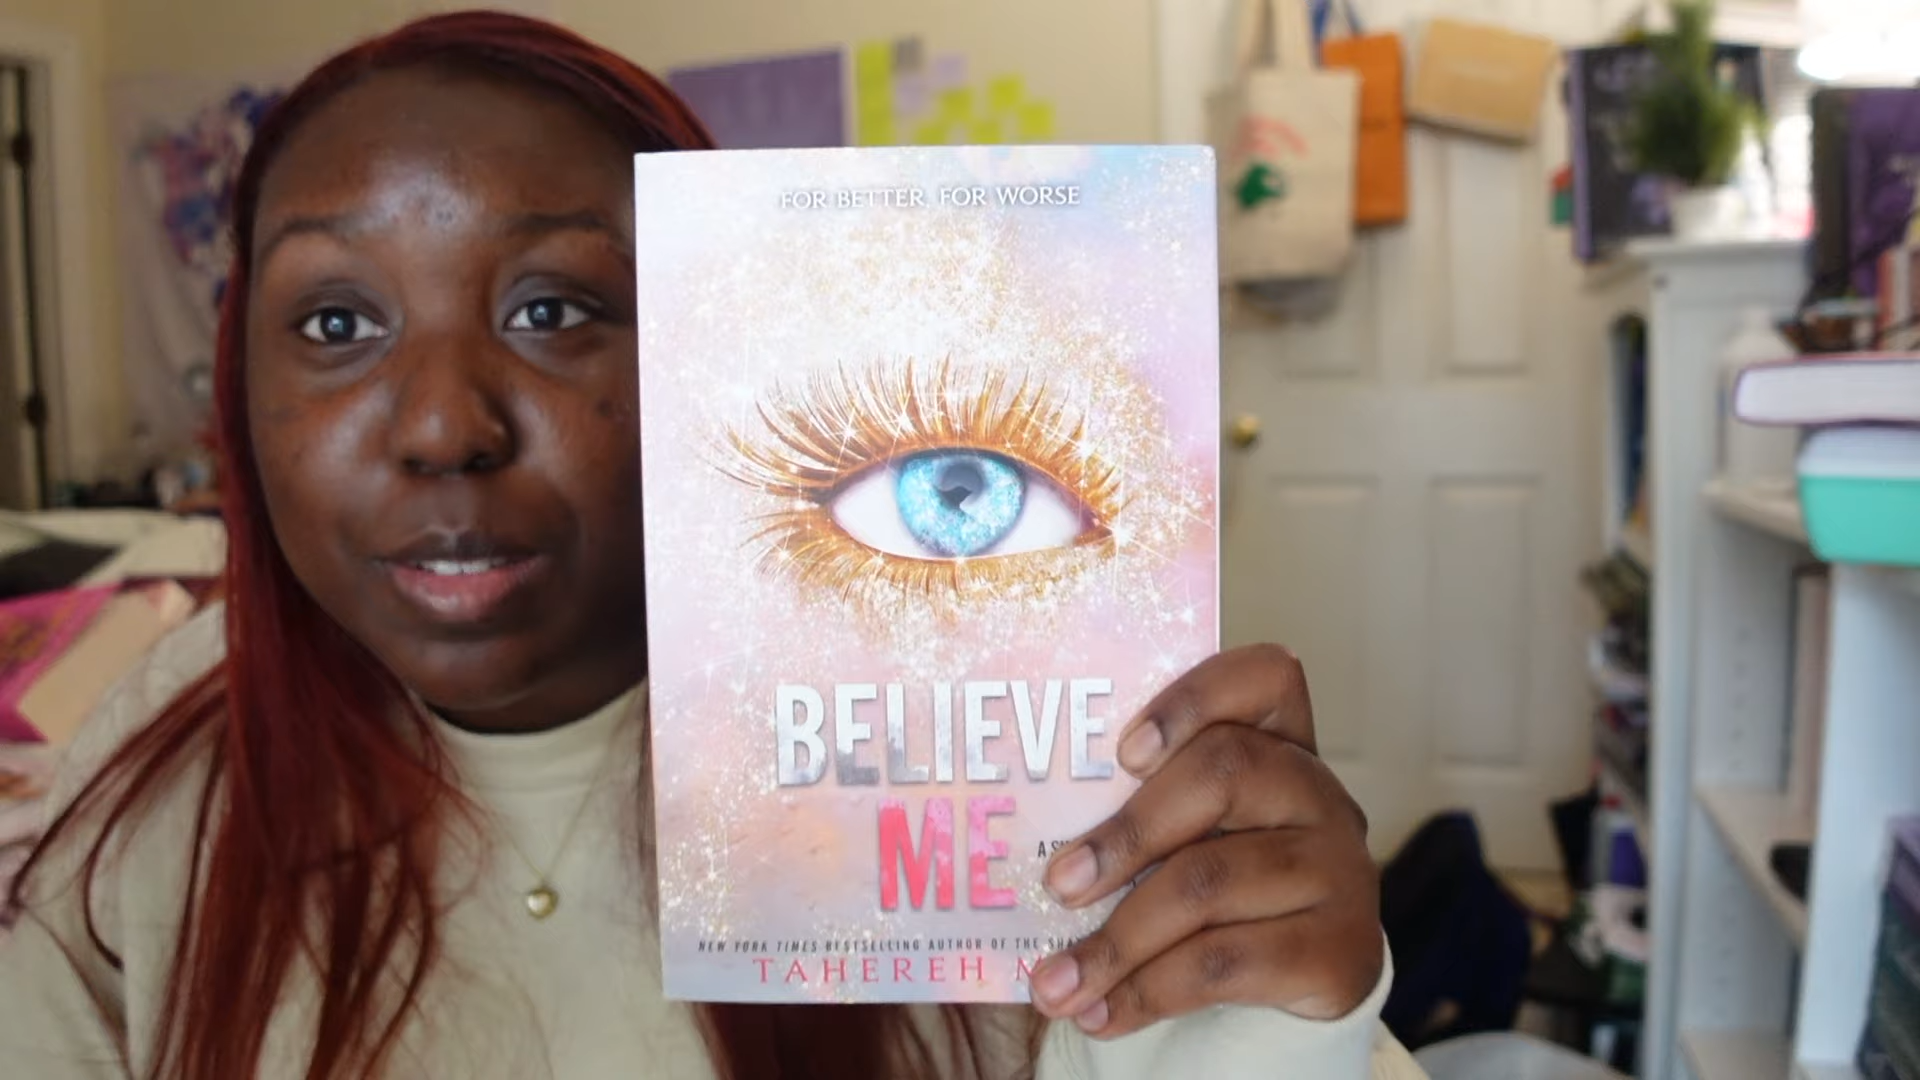 FOR BETTER, FOR WORSE
BELIEVE
ME
A
NEW YORK TIMES BESTSELLING AUTHOR OF THE
TAHEREH